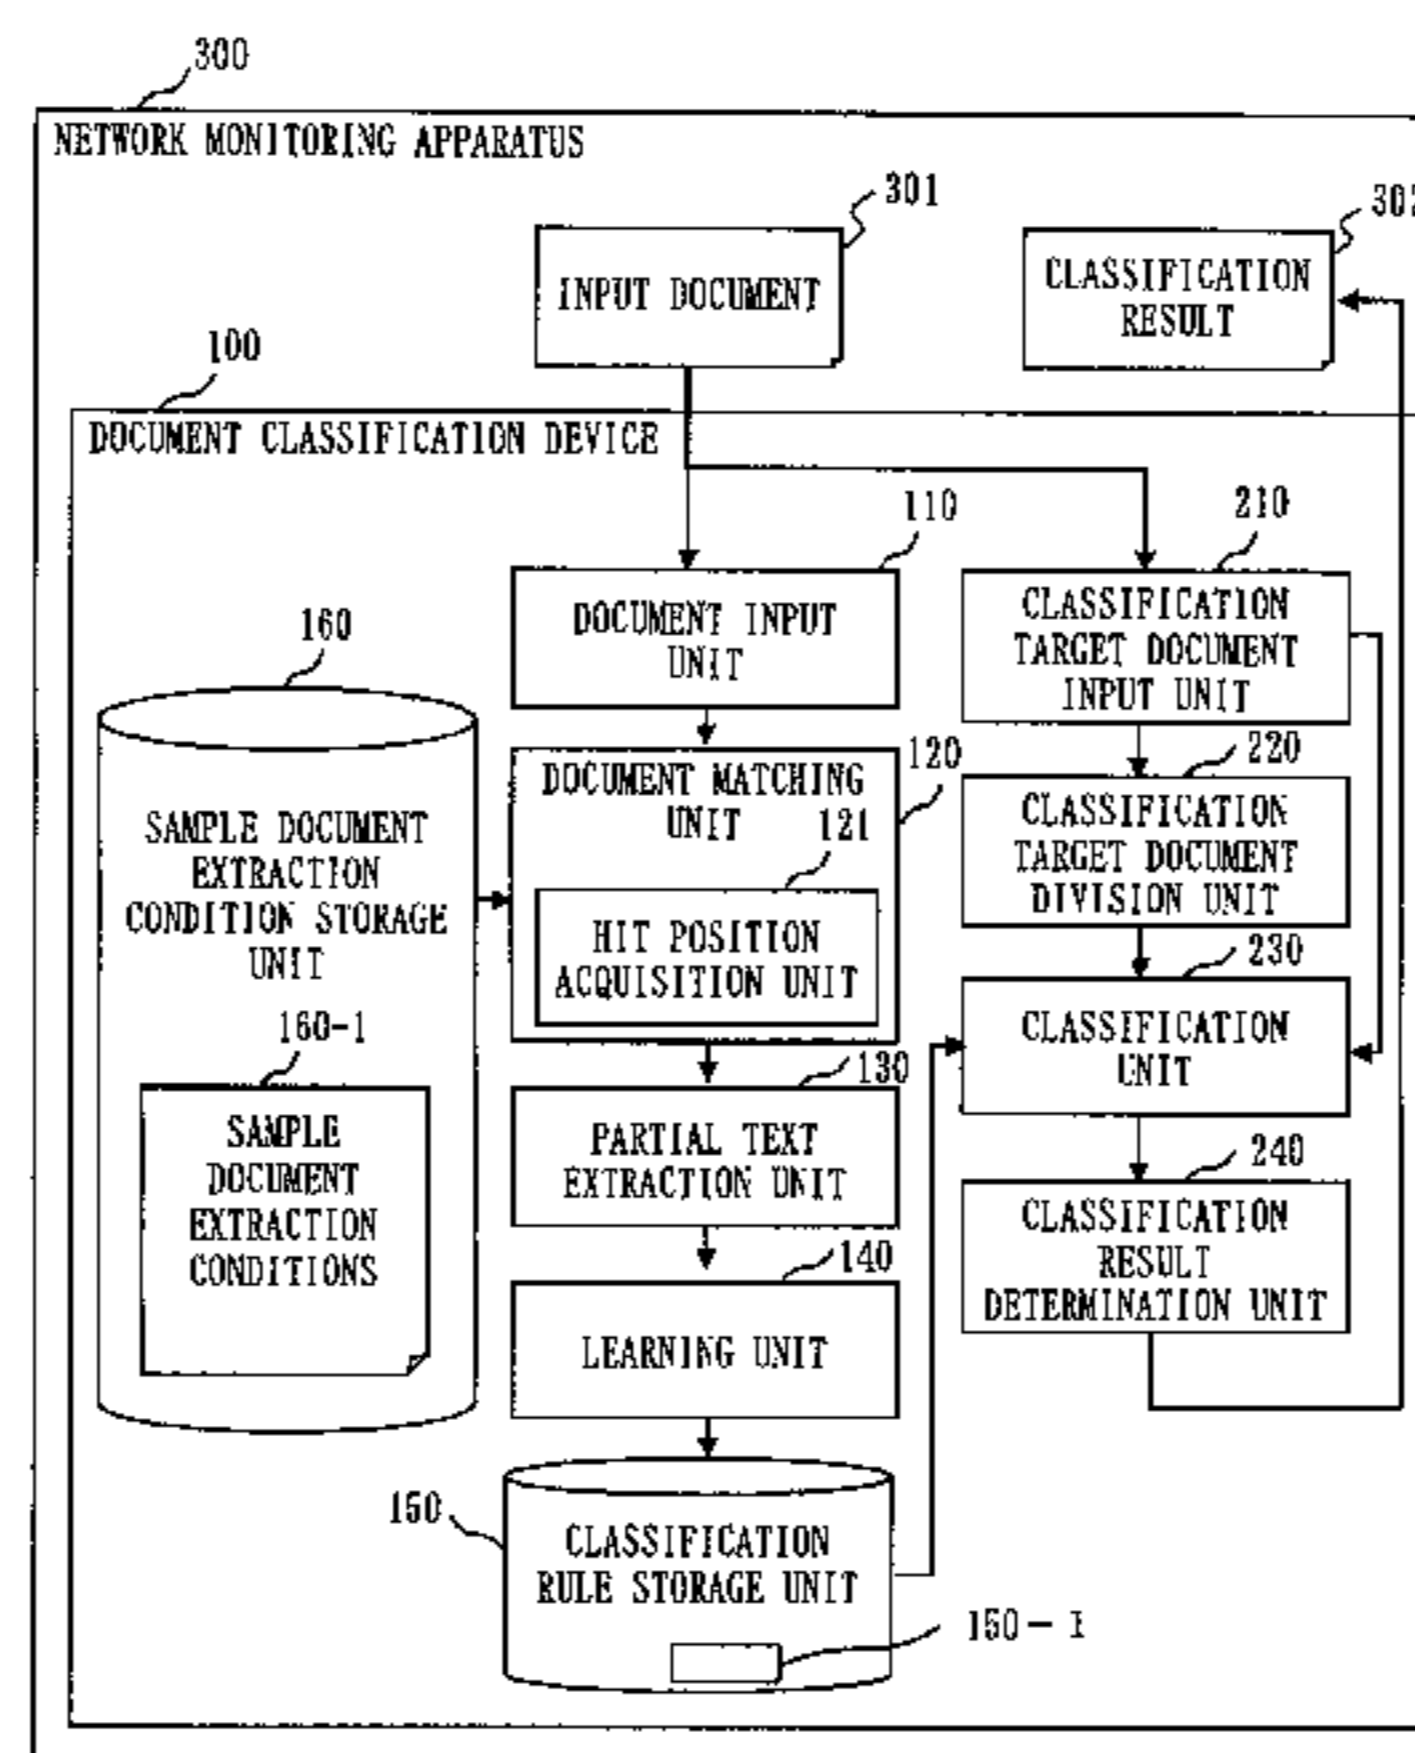 300
NETWORK MONITORING APPARATUS
301
INPUT DOCUMENT
CLASSIFICATION
RESULT
100
DOCUMENT CLASSIFICATION DEVICE
110
DOCUMENT INPUT
UNIT
210
CLASSIFICATION
TARGET DOCUMENT
INPUT UNIT
160
SAMPLE DOCUMENT
EXTRACTION
CONDITION STORAGE
UNIT
120
DOCUMENT MATCHING
UNIT
121
HIT POSITION
ACQUISITION UNIT
220
CLASSIFICATION
TARGET DOCUMENT
DIVISION UNIT
230
CLASSIFICATION
UNIT
160-1
SAMPLE
DOCUMENT
EXTRACTION
CONDITIONS
130
PARTIAL TEXT
EXTRACTION UNIT
240
CLASSIFICATION
RESULT
DETERMINATION UNIT
140
LEARNING UNIT
150
CLASSIFICATION
RULE STORAGE UNIT
150-1